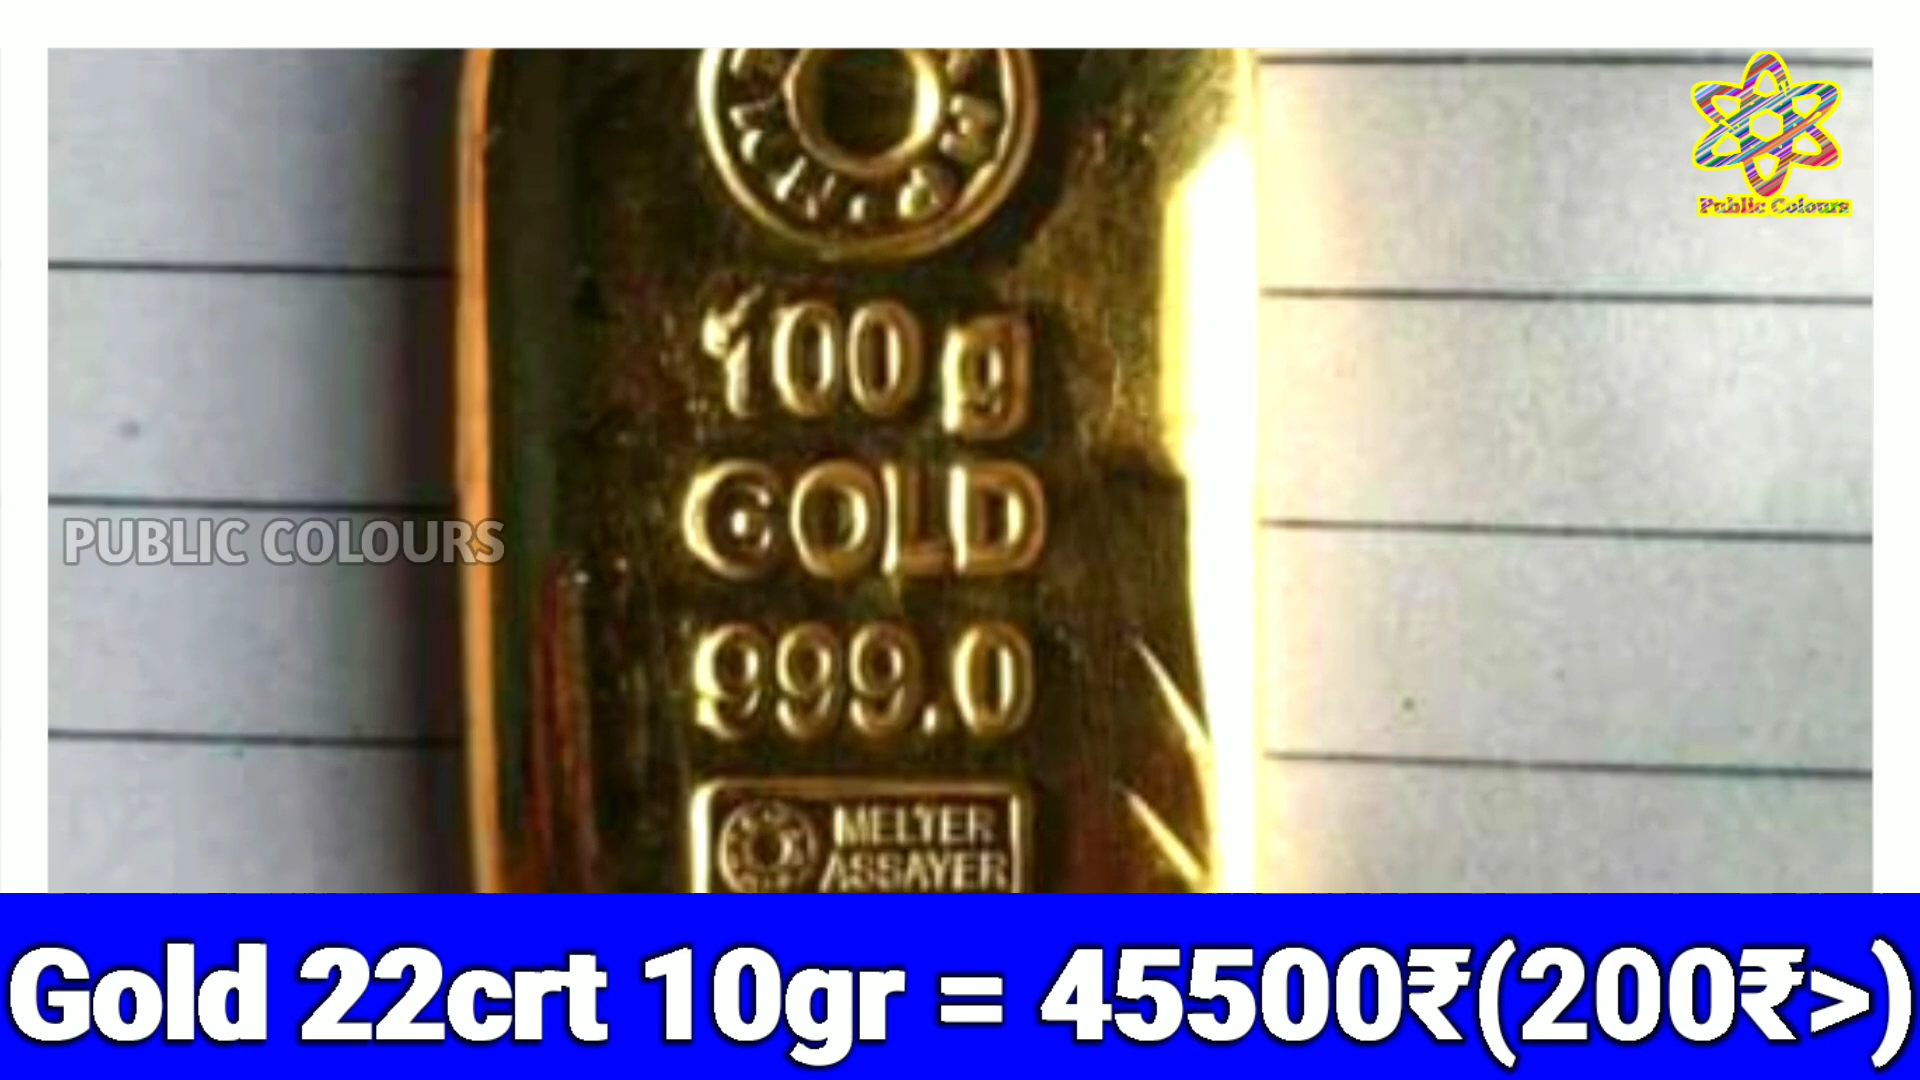 Public Colours
100 g
GOLD
999.0
PUBLIC COLOURS
MELTER
ASSAYER
Gold 22crt 10gr = 45500₹(200₹>)